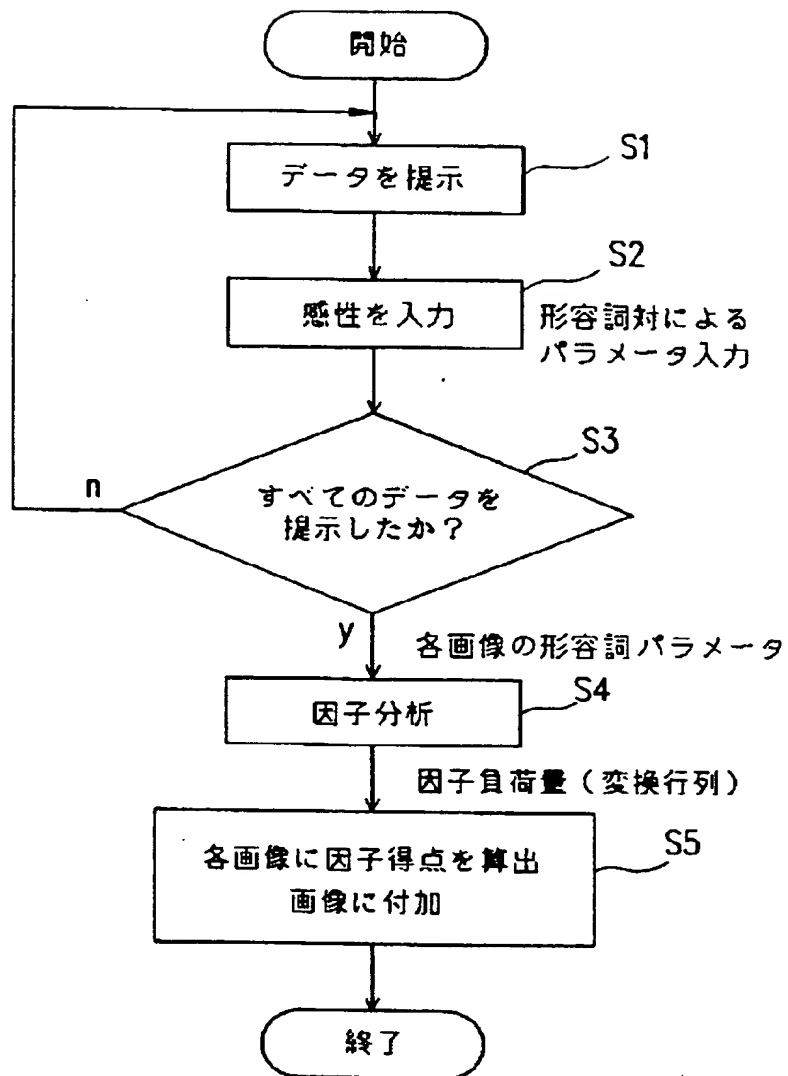 開始
データを提示
S1
感性を入力
S2
形容詞対による
パラメータ入力
すべてのデータを
提示したか?
S3
n
y
各画像の形容詞パラメータ
因子分析
S4
因子負荷量(変換行列)
各画像に因子得点を算出
画像に付加
S5
終了